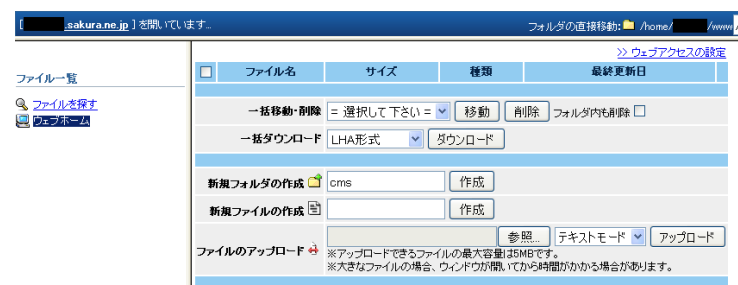 [ .sakura.ne.jp ] を開いています...
フォルダの直接移動: /home/ /www/
>> ウェブアクセスの設定
ファイル一覧
ファイル名 サイズ 種類 最終更新日
ファイルを探す
ウェブホーム
一括移動・削除 = 選択して下さい = 移動 削除 フォルダ内も削除
一括ダウンロード LHA形式 ダウンロード
新規フォルダの作成 cms 作成
新規ファイルの作成 作成
ファイルのアップロード 参照... テキストモード アップロード
※アップロードできるファイルの最大容量は5MBです。
※大きなファイルの場合、ウィンドウが開いてから時間がかかる場合があります。